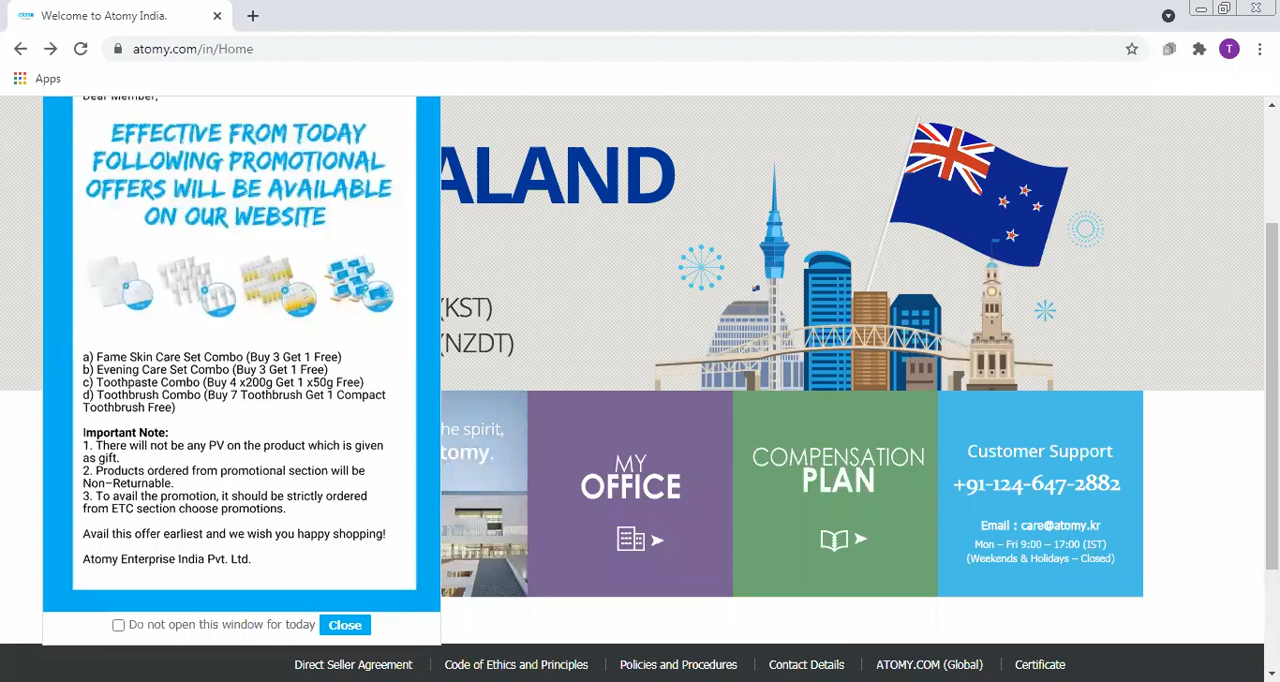 Welcome to Atomy India.
atomy.com/in/Home
T
Apps
Dear Member,
EFFECTIVE FROM TODAY
FOLLOWING PROMOTIONAL
OFFERS WILL BE AVAILABLE
ON OUR WEBSITE
a) Fame Skin Care Set Combo (Buy 3 Get 1 Free)
b) Evening Care Set Combo (Buy 3 Get 1 Free)
c) Toothpaste Combo (Buy 4 x200g Get 1 x50g Free)
d) Toothbrush Combo (Buy 7 Toothbrush Get 1 Compact
Toothbrush Free)
Important Note:
1. There will not be any PV on the product which is given
as gift.
2. Products ordered from promotional section will be
Non-Returnable.
3. To avail the promotion, it should be strictly ordered
from ETC section choose promotions.
Avail this offer earliest and we wish you happy shopping!
Atomy Enterprise India Pvt. Ltd.
Do not open this window for today
Close
ALAND
(KST)
(NZDT)
he spirit,
tomy.
MY
OFFICE
COMPENSATION
PLAN
Customer Support
+91-124-647-2882
Email : care@atomy.kr
Mon – Fri 9:00 – 17:00 (IST)
(Weekends & Holidays – Closed)
Direct Seller Agreement
Code of Ethics and Principles
Policies and Procedures
Contact Details
ATOMY.COM (Global)
Certificate